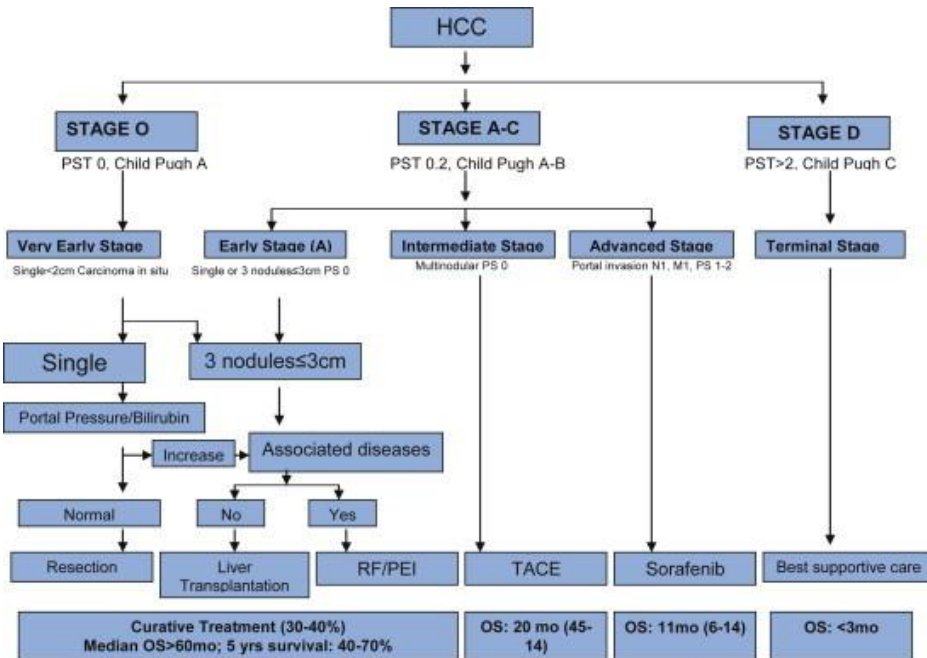 HCC
STAGE O
PST 0, Child Pugh A
STAGE A-C
PST 0.2, Child Pugh A-B
STAGE D
PST>2, Child Pugh C
Very Early Stage
Single<2cm Carcinoma in situ
Early Stage (A)
Single or 3 nodules≤3cm PS 0
Intermediate Stage
Multinodular PS 0
Advanced Stage
Portal invasion N1, M1, PS 1-2
Terminal Stage
Single
3 nodules≤3cm
Portal Pressure/Bilirubin
Increase
Associated diseases
Normal
No
Yes
Resection
Liver
Transplantation
RF/PEI
TACE
Sorafenib
Best supportive care
Curative Treatment (30-40%)
Median OS>60mo; 5 yrs survival: 40-70%
OS: 20 mo (45-
14)
OS: 11mo (6-14)
OS: <3mo